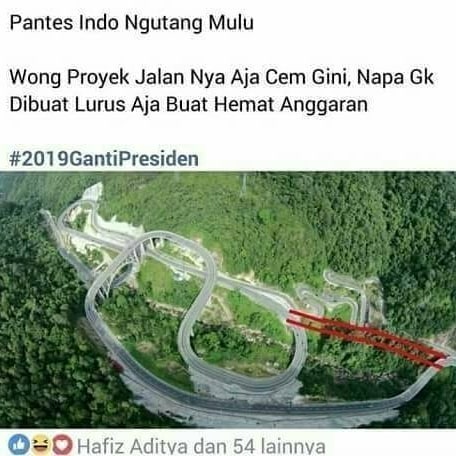 Pantes Indo Ngutang Mulu
Wong Proyek Jalan Nya Aja Cem Gini, Napa Gk
Dibuat Lurus Aja Buat Hemat Anggaran
#2019GantiPresiden
Hafiz Aditya dan 54 lainnya